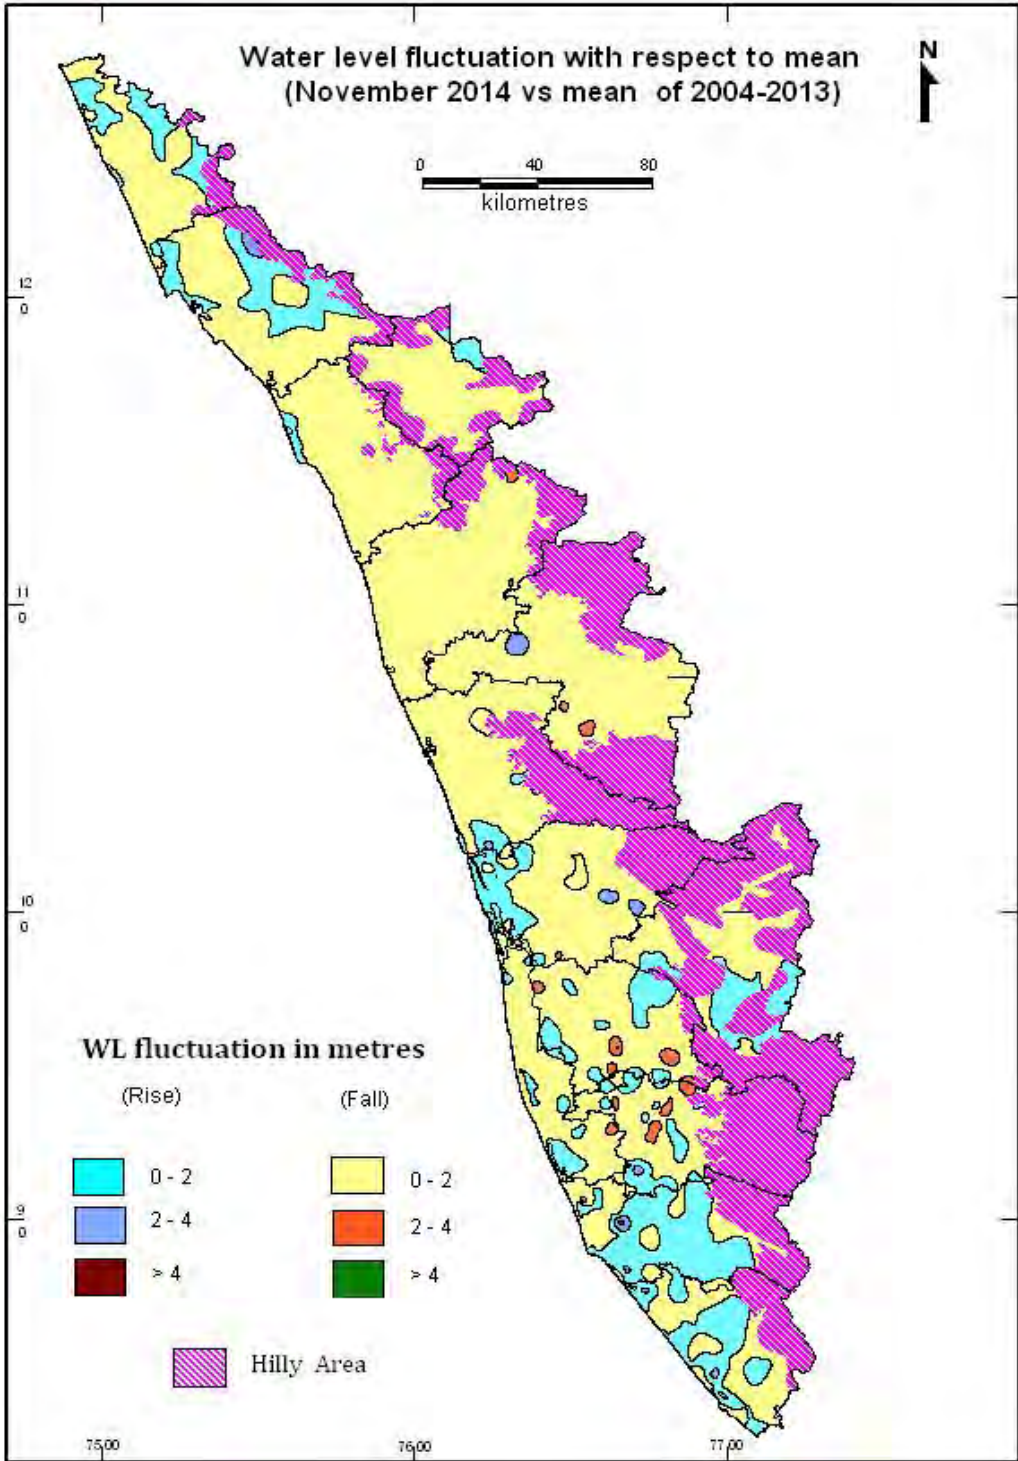 Water level fluctuation with respect to mean
(November 2014 vs mean of 2004-2013)
N
0 40 80
kilometres
12
0
11
0
10
0
9
0
WL fluctuation in metres
(Rise) (Fall)
0 - 2 0 - 2
2 - 4 2 - 4
> 4 > 4
Hilly Area
75.00 76.00 77.00